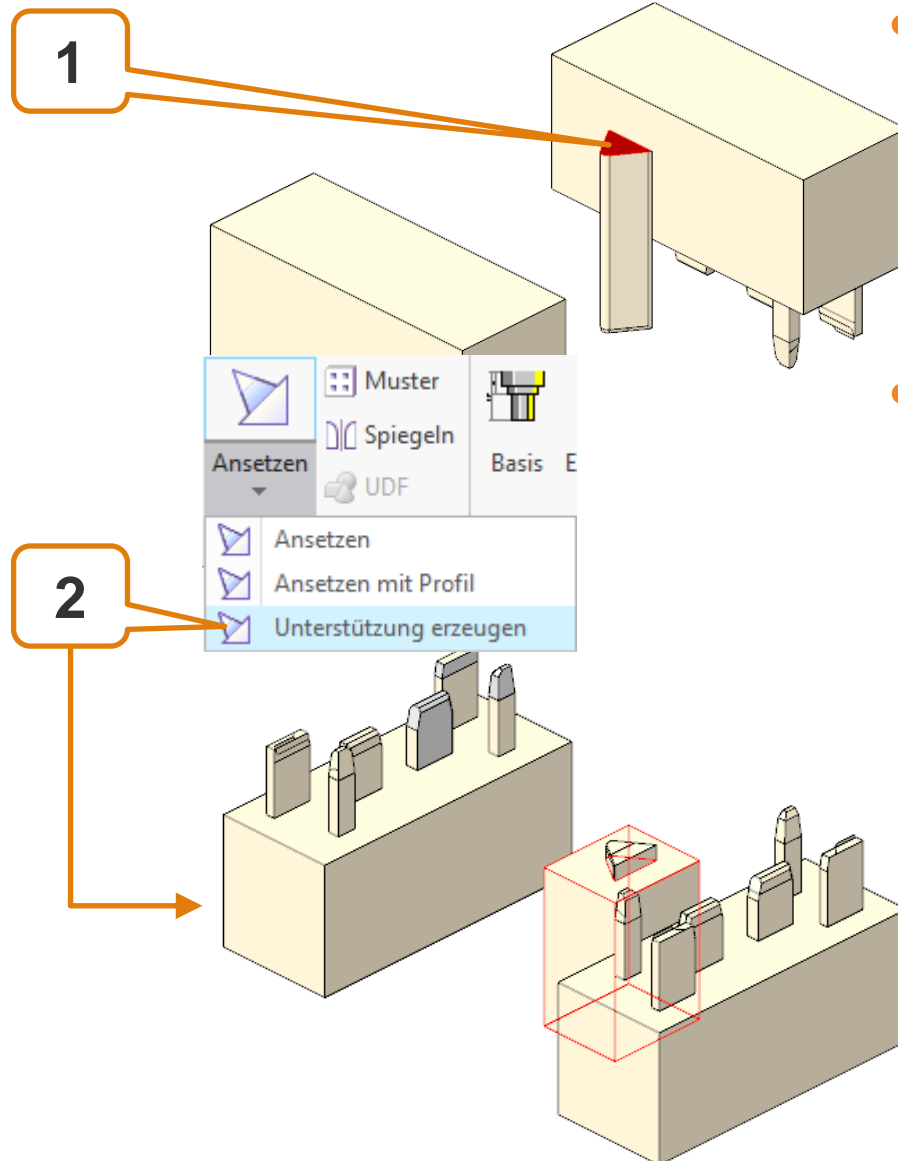 1
Muster
Spiegeln
Ansetzen
Basis
E
UDF
Ansetzen
Ansetzen mit Profil
2
Unterstützung erzeugen